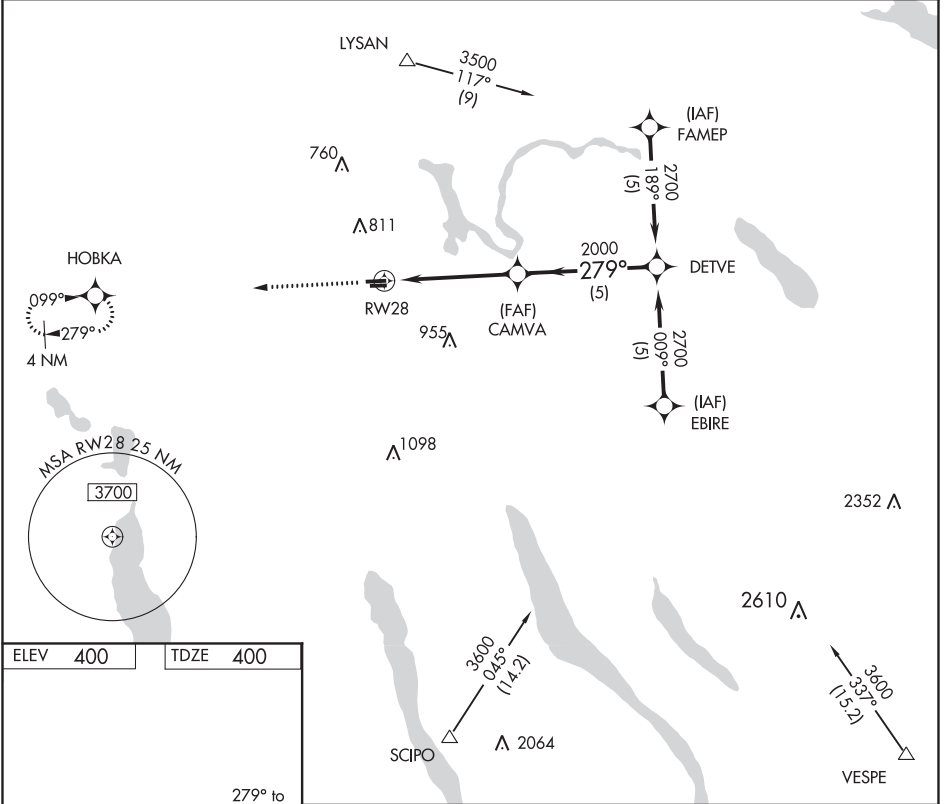 LYSAN
3500
117°
(9)
(IAF)
FAMEP
760
2700
189°
(5)
811
HOBKA
2000
279°
(5)
DETVE
099°
279°
4 NM
RW28
(FAF)
CAMVA
955
2700
009°
(5)
(IAF)
EBIRE
1098
MSA RW28 25 NM
3700
2352
2610
ELEV 400
TDZE 400
3600
045°
(14.2)
3600
337°
(15.2)
SCIPO
2064
VESPE
279° to